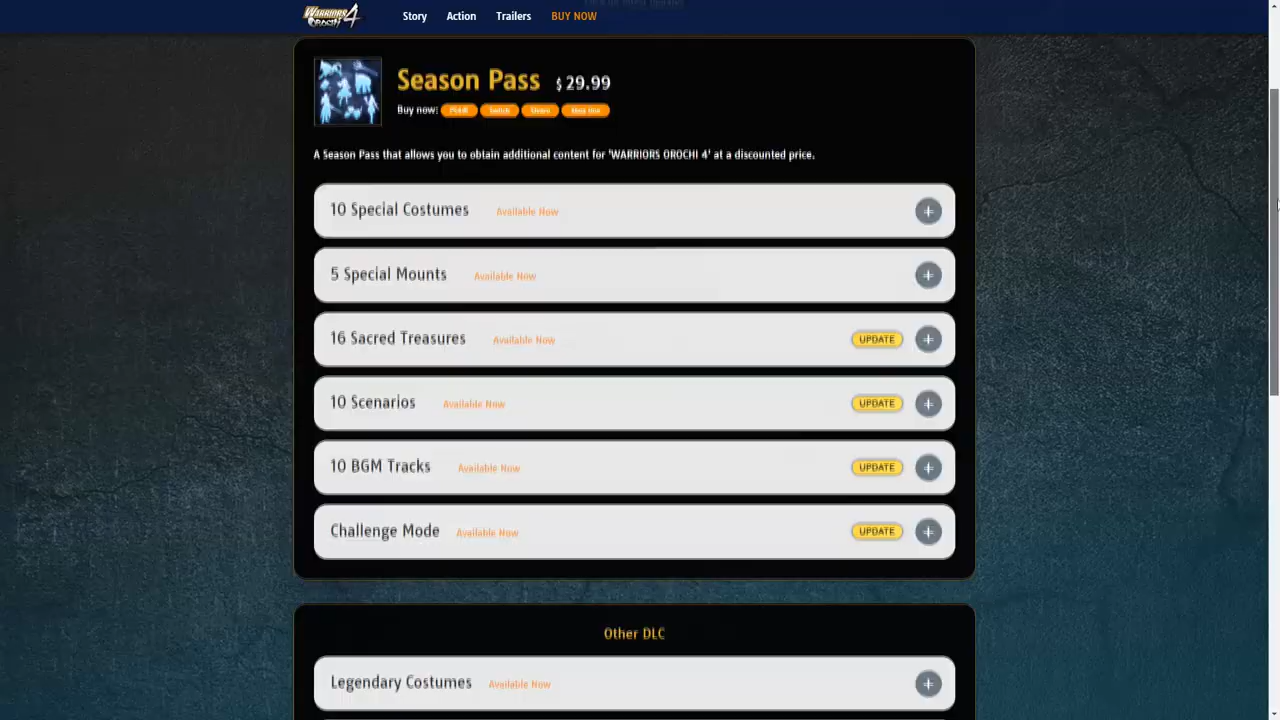 WARRIORS OROCHI 4
Story Action Trailers BUY NOW
Season Pass $ 29.99
Buy now:
A Season Pass that allows you to obtain additional content for 'WARRIORS OROCHI 4' at a discounted price.
10 Special Costumes Available Now
5 Special Mounts Available Now
16 Sacred Treasures Available Now UPDATE
10 Scenarios Available Now UPDATE
10 BGM Tracks Available Now UPDATE
Challenge Mode Available Now UPDATE
Other DLC
Legendary Costumes Available Now